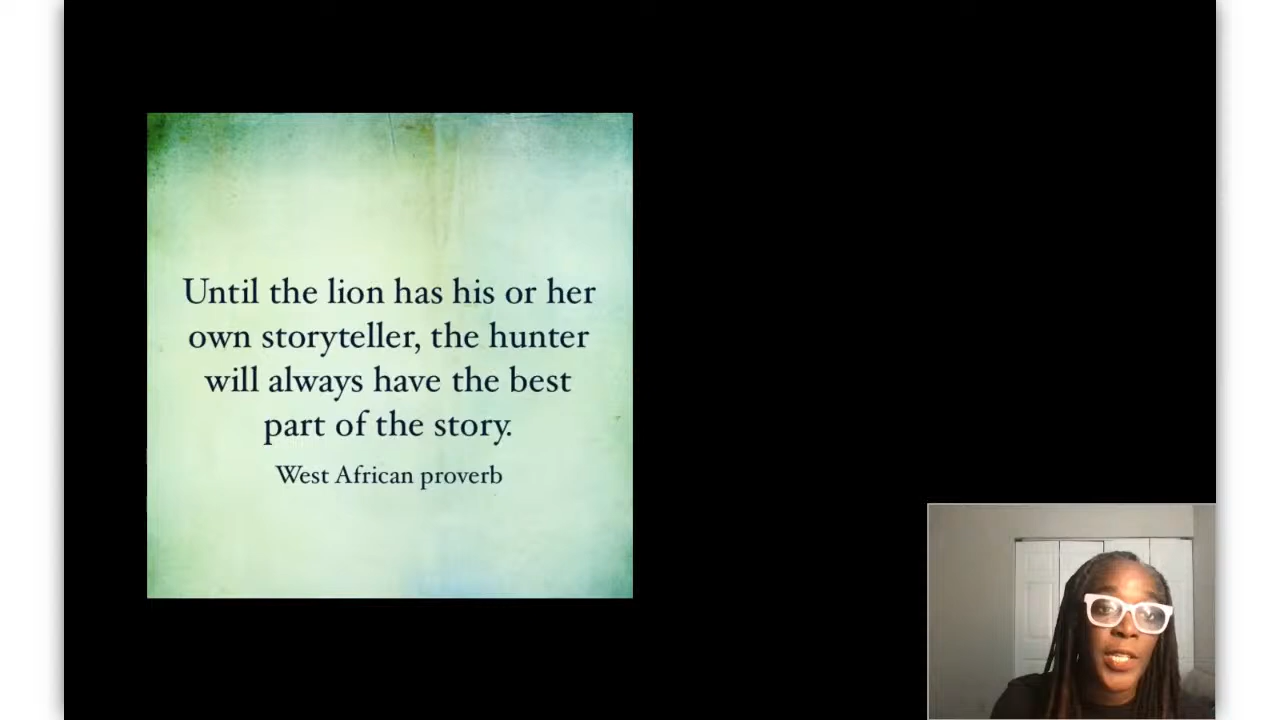 Until the lion has his or her
own storyteller, the hunter
will always have the best
part of the story.
West African proverb